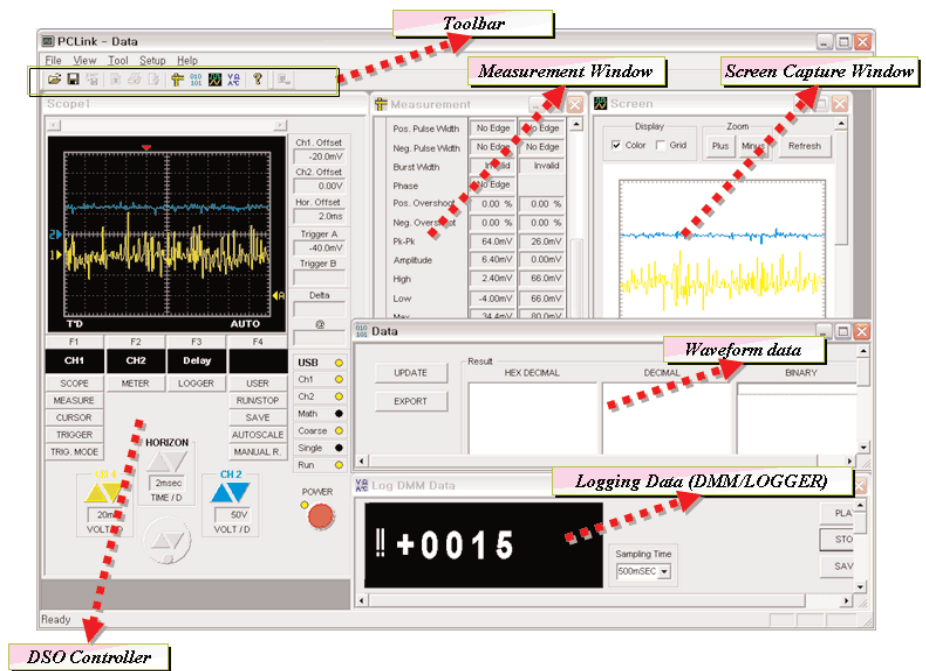 Toolbar
PCLink - Data
File View Tool Setup Help
Measurement Window
Screen Capture Window
Scope1
Measurement
Screen
Ch1. Offset
-20.0mV
Ch2. Offset
0.00V
Hor. Offset
2.0ms
Trigger A
-40.0mV
Trigger B
Delta
@
2
1
A
T'D
AUTO
F1 F2 F3 F4
CH1 CH2 Delay
SCOPE METER LOGGER USER
MEASURE
CURSOR
TRIGGER
TRIG. MODE
RUN/STOP
SAVE
AUTOSCALE
MANUAL R.
HORIZON
2msec
TIME / D
CH 2
50V
VOLT / D
USB
Ch1
Ch2
Math
Coarse
Single
Run
POWER
Pos. Pulse Width No Edge No Edge
Neg. Pulse Width No Edge No Edge
Burst Width Invalid Invalid
Phase No Edge
Pos. Overshoot 0.00 % 0.00 %
Neg. Overshoot 0.00 % 0.00 %
Pk-Pk 64.0mV 26.0mV
Amplitude 6.40mV 0.00mV
High 2.40mV 66.0mV
Low -4.00mV 66.0mV
Max 34.4mV 80.0mV
Display
Color Grid
Zoom
Plus Minus Refresh
Data
Waveform data
UPDATE
EXPORT
Result
HEX DECIMAL DECIMAL BINARY
Log DMM Data
Logging Data (DMM/LOGGER)
+0015
Sampling Time
500mSEC
Ready
DSO Controller